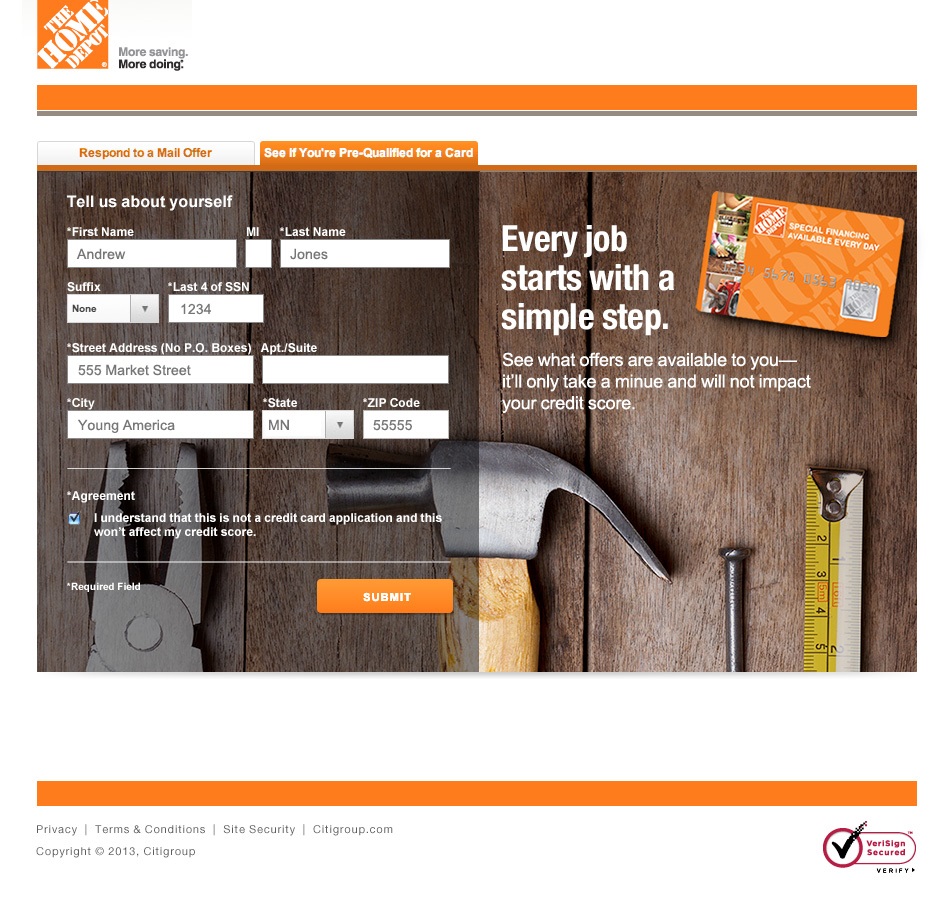 THE
HOME
DEPOT
More saving.
More doing.
Respond to a Mail Offer
See If You're Pre-Qualified for a Card
Tell us about yourself
*First Name MI *Last Name
Andrew Jones
Suffix *Last 4 of SSN
None 1234
*Street Address (No P.O. Boxes) Apt./Suite
555 Market Street
*City *State *ZIP Code
Young America MN 55555
*Agreement
I understand that this is not a credit card application and this
won't affect my credit score.
*Required Field
SUBMIT
Every job
starts with a
simple step.
See what offers are available to you—
it'll only take a minue and will not impact
your credit score.
THE
HOME
DEPOT
SPECIAL FINANCING
AVAILABLE EVERY DAY
2
1
3
4
5
2
Privacy | Terms & Conditions | Site Security | Citigroup.com
Copyright © 2013, Citigroup
VeriSign
Secured
VERIFY